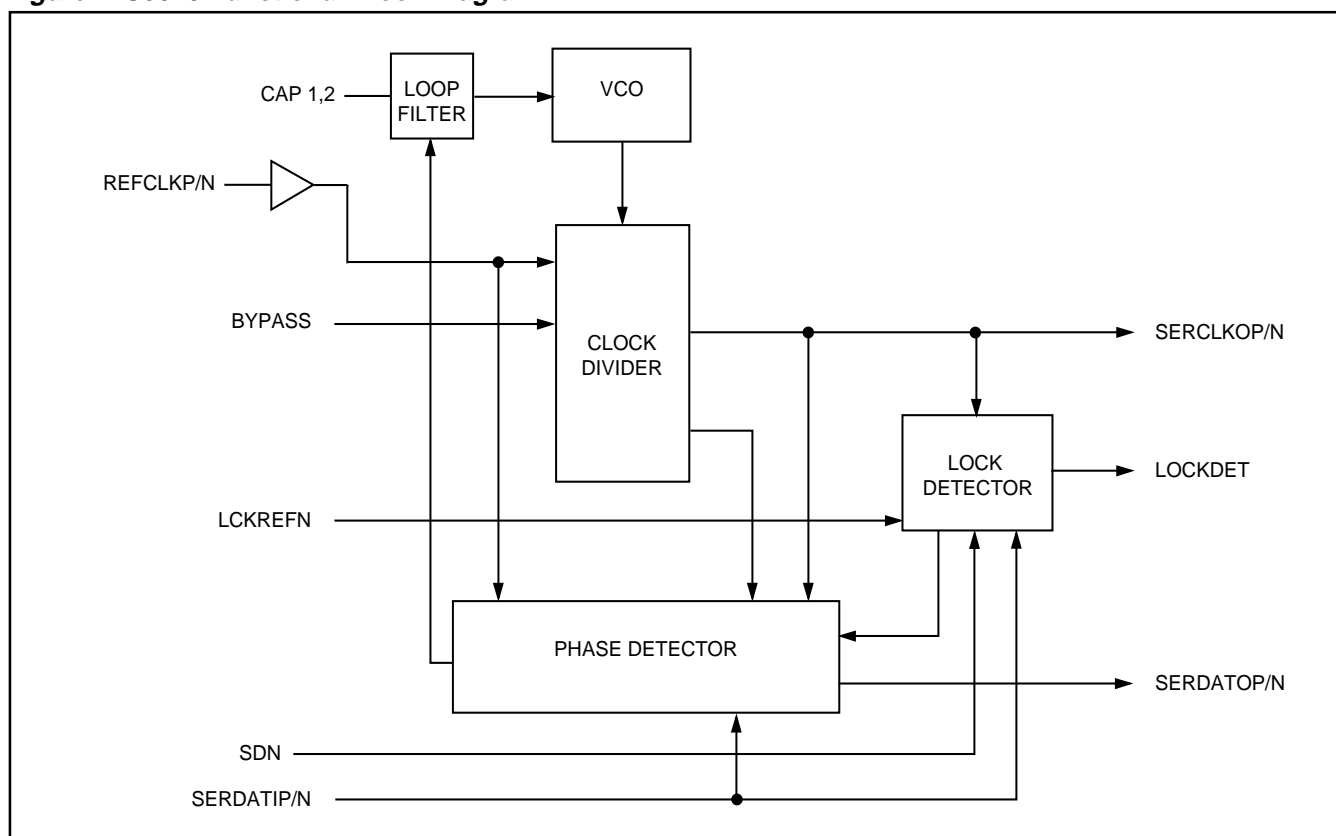 CAP 1,2
LOOP
FILTER
VCO
REFCLKP/N
BYPASS
CLOCK
DIVIDER
SERCLKOP/N
LOCK
DETECTOR
LOCKDET
LCKREFN
PHASE DETECTOR
SERDATOP/N
SDN
SERDATIP/N